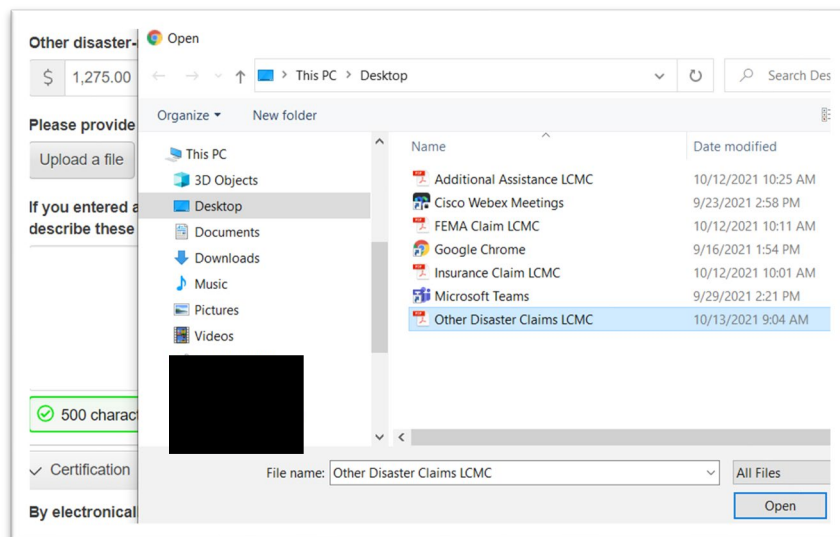 Other disaster-
$ 1,275.00
Please provide
Upload a file
If you entered a
describe these
500 charact
Certification
By electronical
Open
This PC > Desktop
Search Des
Organize
New folder
This PC
3D Objects
Desktop
Documents
Downloads
Music
Pictures
Videos
Name Date modified
Additional Assistance LCMC 10/12/2021 10:25 AM
Cisco Webex Meetings 9/23/2021 2:58 PM
FEMA Claim LCMC 10/12/2021 10:11 AM
Google Chrome 9/16/2021 1:54 PM
Insurance Claim LCMC 10/12/2021 10:01 AM
Microsoft Teams 9/29/2021 2:21 PM
Other Disaster Claims LCMC 10/13/2021 9:04 AM
File name: Other Disaster Claims LCMC
All Files
Open